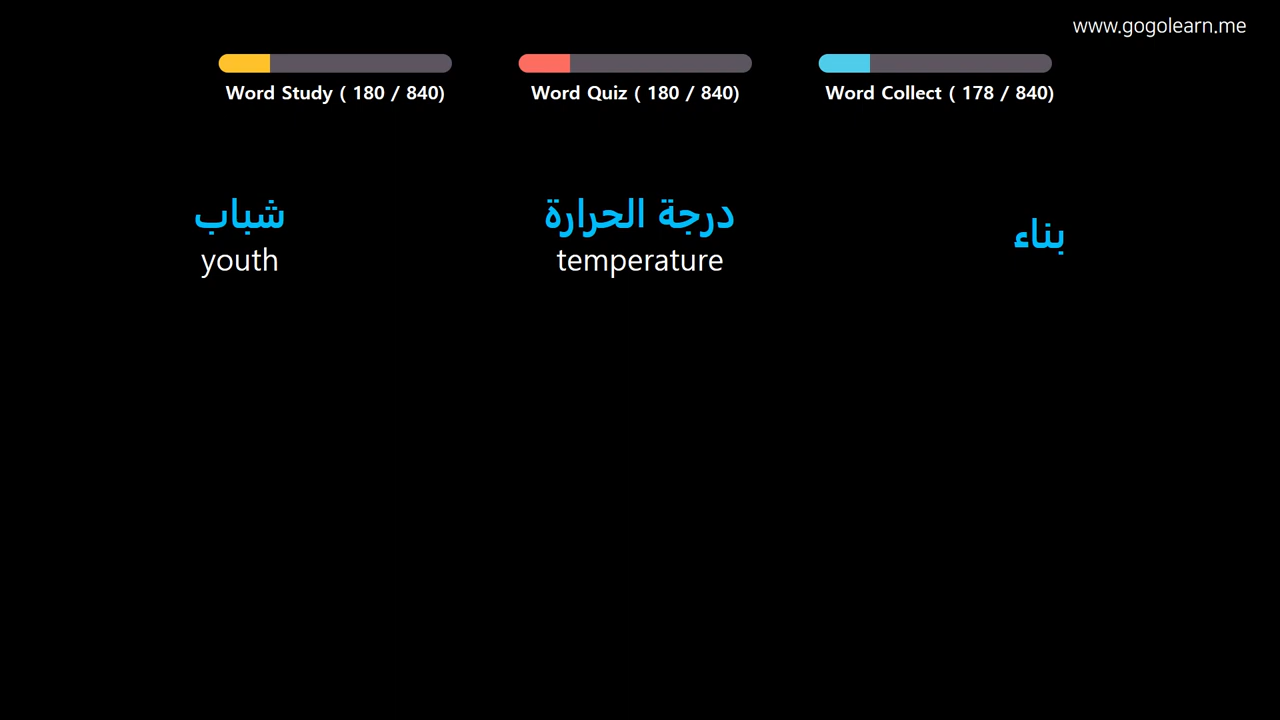 www.gogolearn.me
Word Study ( 180 / 840)
Word Quiz ( 180 / 840)
Word Collect ( 178 / 840)
شباب
youth
درجة الحرارة
temperature
بناء